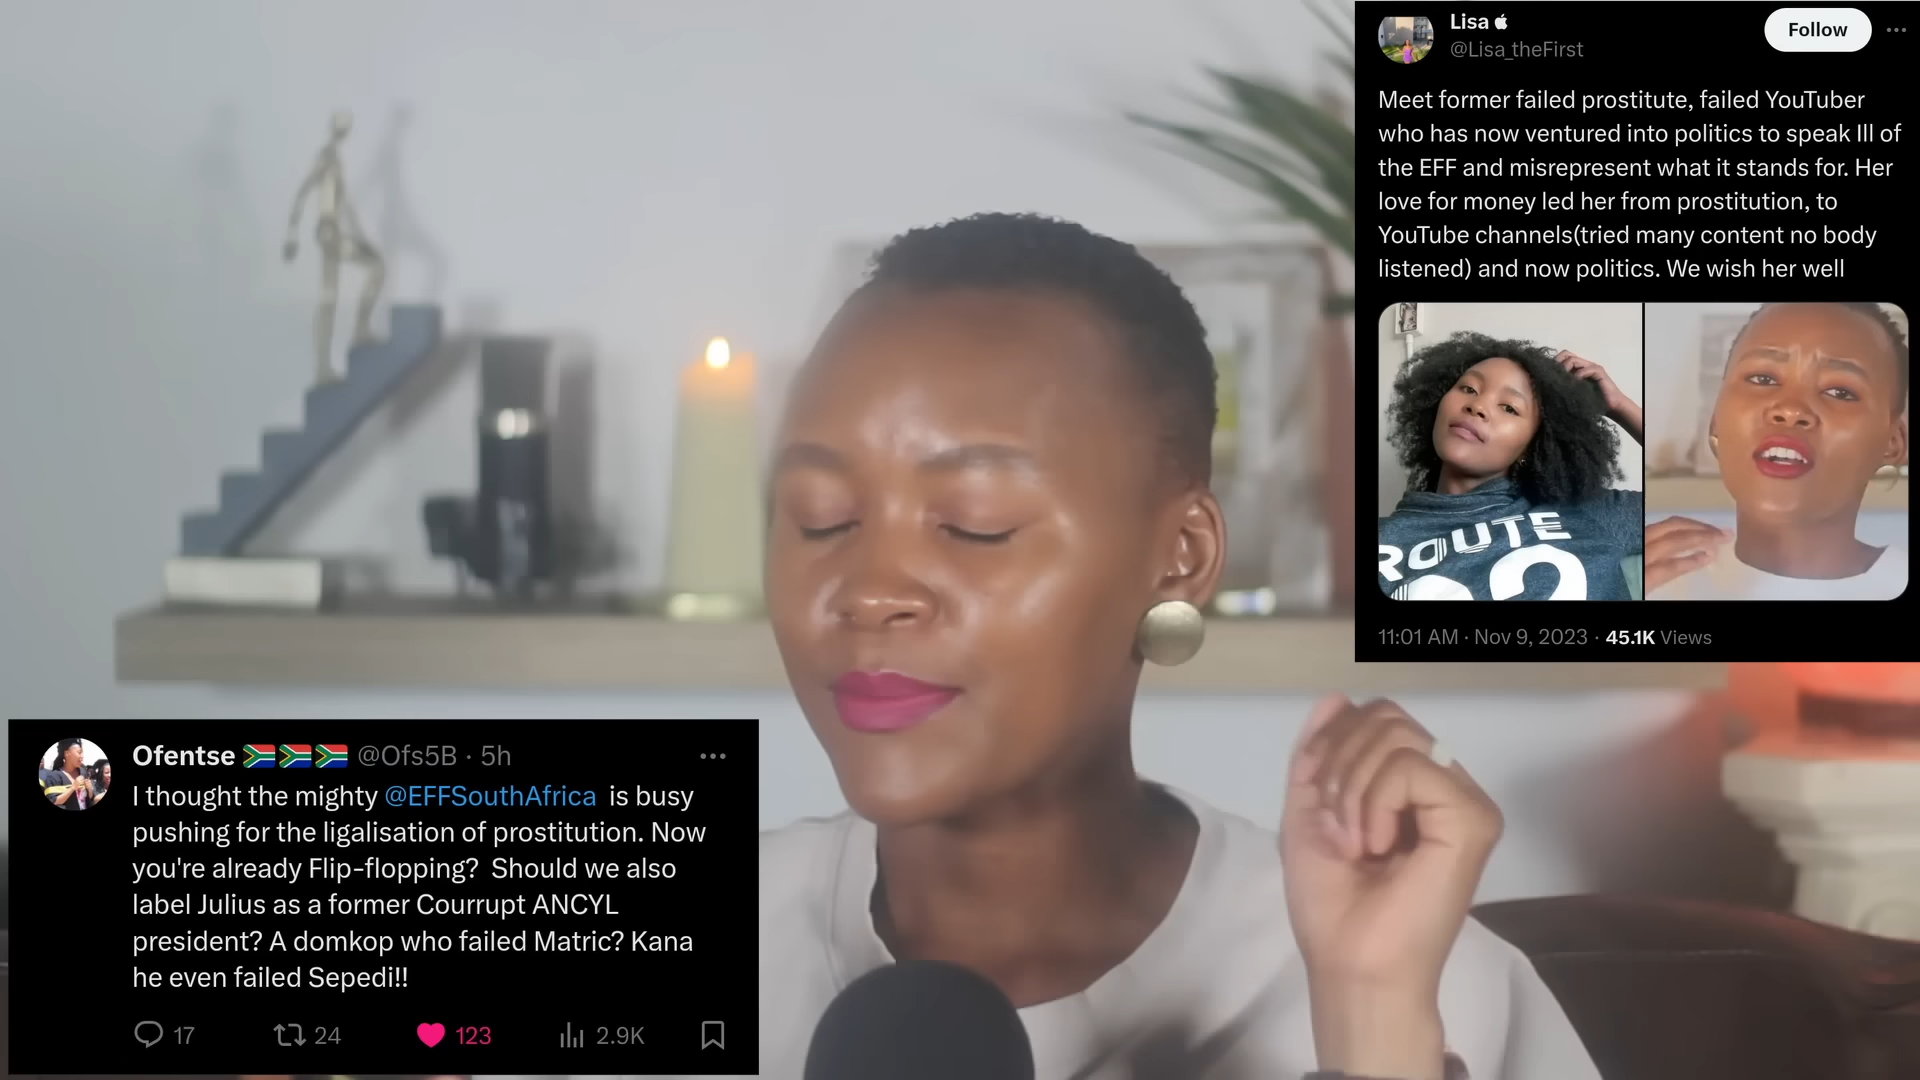 Lisa
@Lisa_theFirst
Follow
Meet former failed prostitute, failed YouTuber
who has now ventured into politics to speak Ill of
the EFF and misrepresent what it stands for. Her
love for money led her from prostitution, to
YouTube channels(tried many content no body
listened) and now politics. We wish her well
ROUTE
11:01 AM · Nov 9, 2023 · 45.1K Views
Ofentse 🇿🇦🇿🇦🇿🇦 @Ofs5B · 5h
I thought the mighty @EFFSouthAfrica is busy
pushing for the ligalisation of prostitution. Now
you're already Flip-flopping? Should we also
label Julius as a former Courrupt ANCYL
president? A domkop who failed Matric? Kana
he even failed Sepedi!!
17 24 123 2.9K